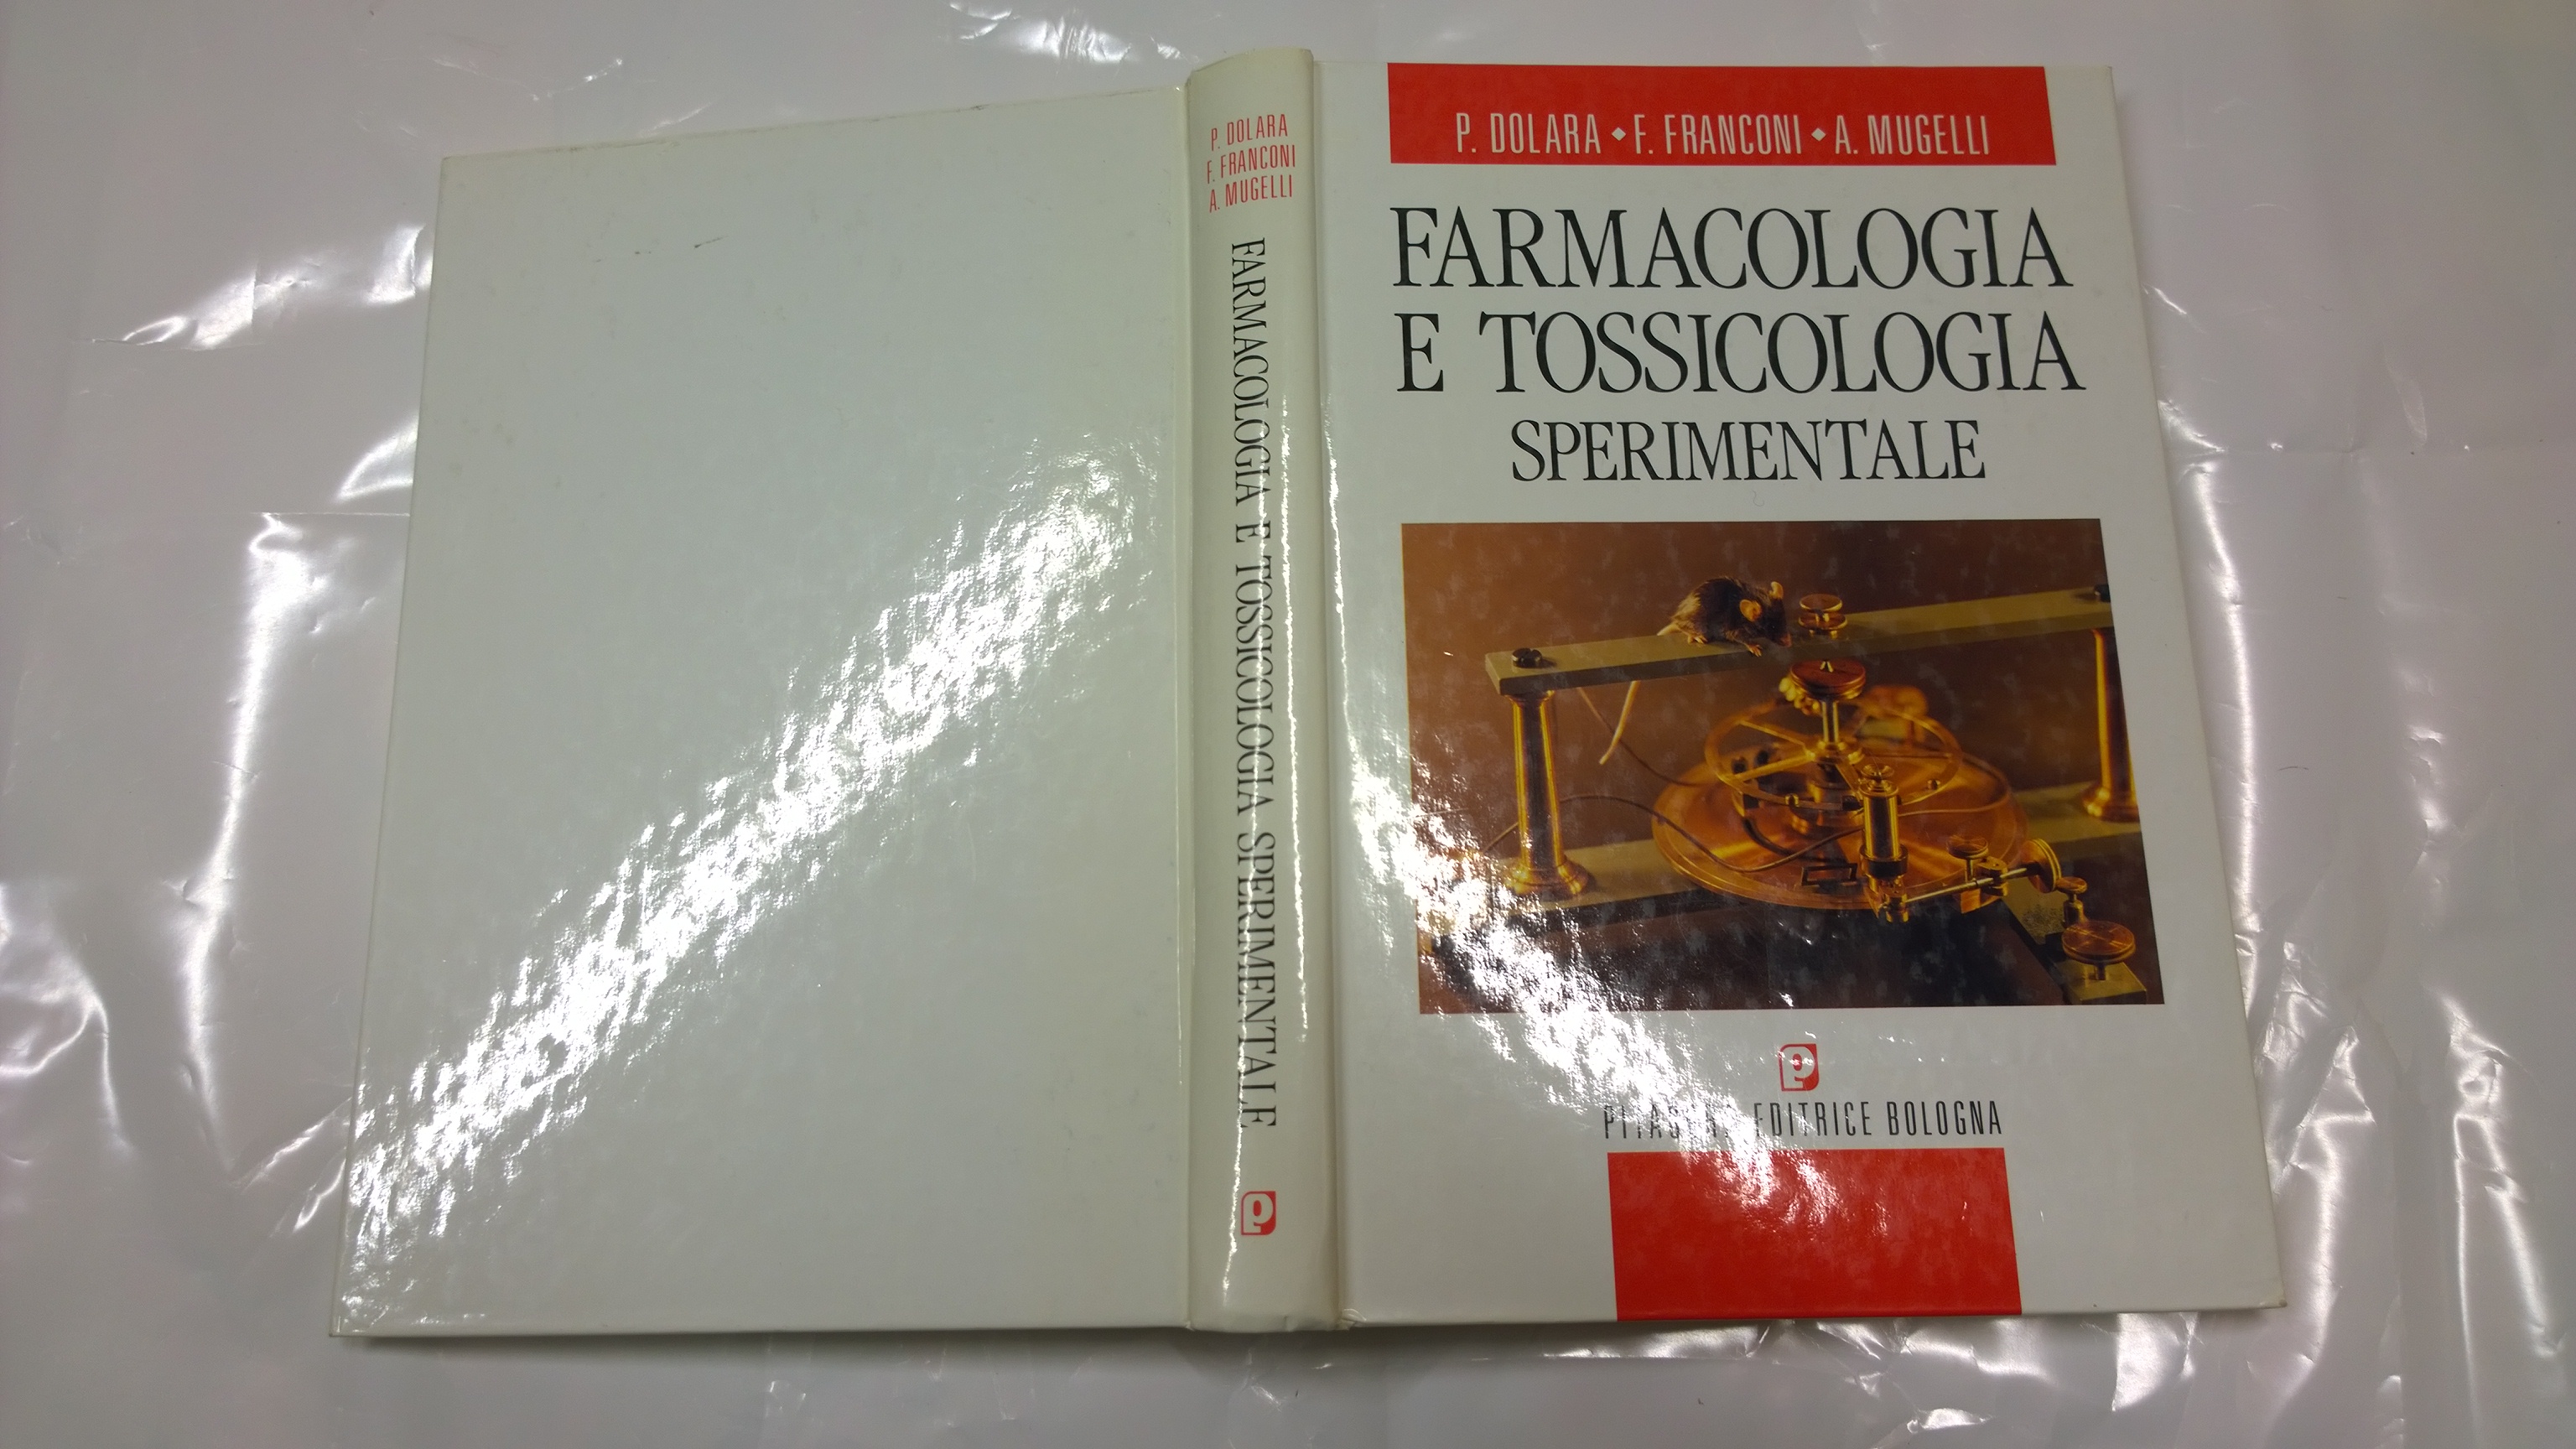 P. DOLARA
F. FRANCONI
A. MUGELLI
FARMACOLOGIA E TOSSICOLOGIA SPERIMENTALE
P. DOLARA ◆ F. FRANCONI ◆ A. MUGELLI
FARMACOLOGIA
E TOSSICOLOGIA
SPERIMENTALE
EDITRICE BOLOGNA